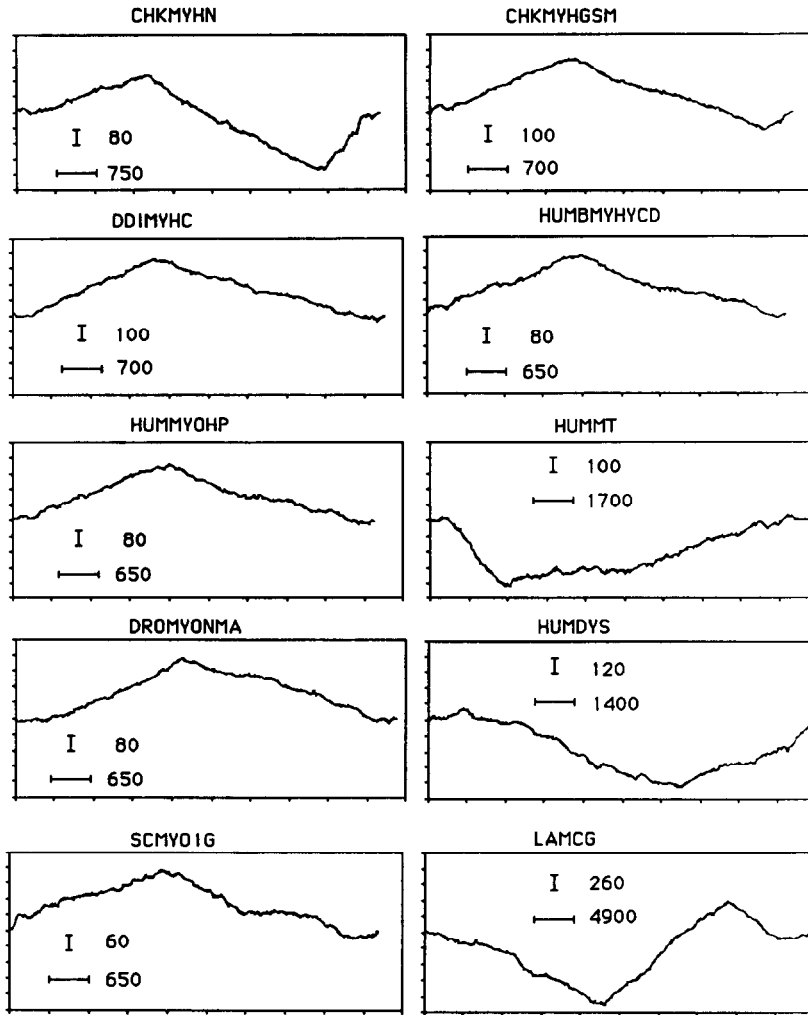 CHKMYHN
80
750
CHKMYHGSM
100
700
DDIMYHC
100
700
HUMBMYHYCD
80
650
HUMMYOHP
80
650
HUMMT
100
1700
DROMYONMA
80
650
HUMDYS
120
1400
SCMYO1G
60
650
LAMCG
260
4900